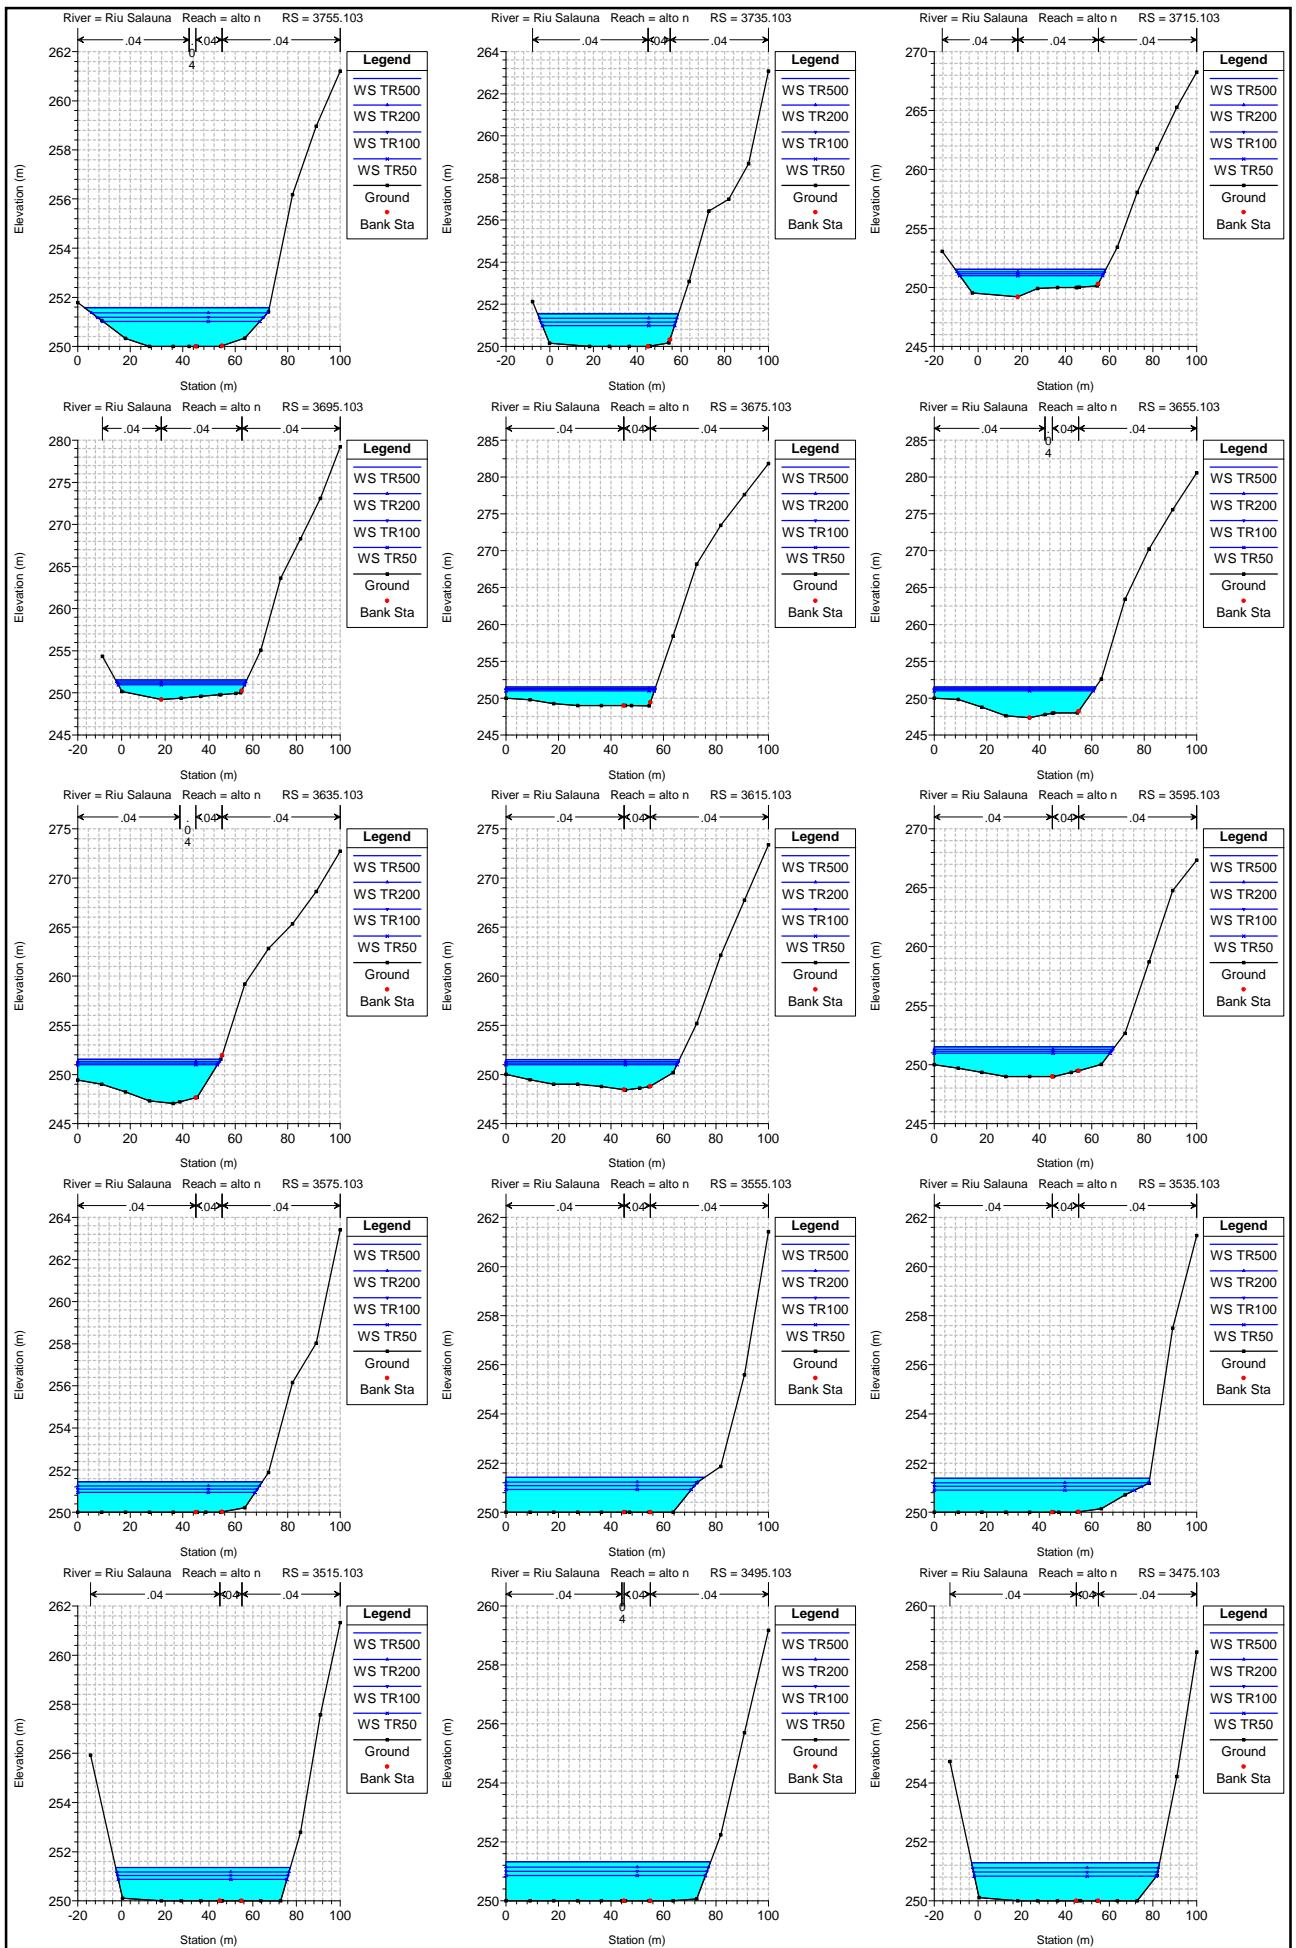 River = Riu Salauna Reach = alto n RS = 3755.103
.04 .04 .04 .04
Legend
WS TR500
WS TR200
WS TR100
WS TR50
Ground
Bank Sta
Elevation (m)
262
260
258
256
254
252
250
0 20 40 60 80 100
Station (m)
River = Riu Salauna Reach = alto n RS = 3735.103
.04 .04 .04
Legend
WS TR500
WS TR200
WS TR100
WS TR50
Ground
Bank Sta
Elevation (m)
264
262
260
258
256
254
252
250
-20 0 20 40 60 80 100
Station (m)
River = Riu Salauna Reach = alto n RS = 3715.103
.04 .04 .04
Legend
WS TR500
WS TR200
WS TR100
WS TR50
Ground
Bank Sta
Elevation (m)
270
265
260
255
250
245
-20 0 20 40 60 80 100
Station (m)
River = Riu Salauna Reach = alto n RS = 3695.103
.04 .04 .04
Legend
WS TR500
WS TR200
WS TR100
WS TR50
Ground
Bank Sta
Elevation (m)
280
275
270
265
260
255
250
245
-20 0 20 40 60 80 100
Station (m)
River = Riu Salauna Reach = alto n RS = 3675.103
.04 .04 .04
Legend
WS TR500
WS TR200
WS TR100
WS TR50
Ground
Bank Sta
Elevation (m)
285
280
275
270
265
260
255
250
245
0 20 40 60 80 100
Station (m)
River = Riu Salauna Reach = alto n RS = 3655.103
.04 .04 .04 .04
Legend
WS TR500
WS TR200
WS TR100
WS TR50
Ground
Bank Sta
Elevation (m)
285
280
275
270
265
260
255
250
245
0 20 40 60 80 100
Station (m)
River = Riu Salauna Reach = alto n RS = 3635.103
.04 .04 .04 .04
Legend
WS TR500
WS TR200
WS TR100
WS TR50
Ground
Bank Sta
Elevation (m)
275
270
265
260
255
250
245
0 20 40 60 80 100
Station (m)
River = Riu Salauna Reach = alto n RS = 3615.103
.04 .04 .04
Legend
WS TR500
WS TR200
WS TR100
WS TR50
Ground
Bank Sta
Elevation (m)
275
270
265
260
255
250
245
0 20 40 60 80 100
Station (m)
River = Riu Salauna Reach = alto n RS = 3595.103
.04 .04 .04
Legend
WS TR500
WS TR200
WS TR100
WS TR50
Ground
Bank Sta
Elevation (m)
270
265
260
255
250
245
0 20 40 60 80 100
Station (m)
River = Riu Salauna Reach = alto n RS = 3575.103
.04 .04 .04
Legend
WS TR500
WS TR200
WS TR100
WS TR50
Ground
Bank Sta
Elevation (m)
264
262
260
258
256
254
252
250
0 20 40 60 80 100
Station (m)
River = Riu Salauna Reach = alto n RS = 3555.103
.04 .04 .04
Legend
WS TR500
WS TR200
WS TR100
WS TR50
Ground
Bank Sta
Elevation (m)
262
260
258
256
254
252
250
0 20 40 60 80 100
Station (m)
River = Riu Salauna Reach = alto n RS = 3535.103
.04 .04 .04
Legend
WS TR500
WS TR200
WS TR100
WS TR50
Ground
Bank Sta
Elevation (m)
262
260
258
256
254
252
250
0 20 40 60 80 100
Station (m)
River = Riu Salauna Reach = alto n RS = 3515.103
.04 .04 .04
Legend
WS TR500
WS TR200
WS TR100
WS TR50
Ground
Bank Sta
Elevation (m)
262
260
258
256
254
252
250
-20 0 20 40 60 80 100
Station (m)
River = Riu Salauna Reach = alto n RS = 3495.103
.04 .04 .04 .04
Legend
WS TR500
WS TR200
WS TR100
WS TR50
Ground
Bank Sta
Elevation (m)
260
258
256
254
252
250
0 20 40 60 80 100
Station (m)
River = Riu Salauna Reach = alto n RS = 3475.103
.04 .04 .04
Legend
WS TR500
WS TR200
WS TR100
WS TR50
Ground
Bank Sta
Elevation (m)
260
258
256
254
252
250
-20 0 20 40 60 80 100
Station (m)